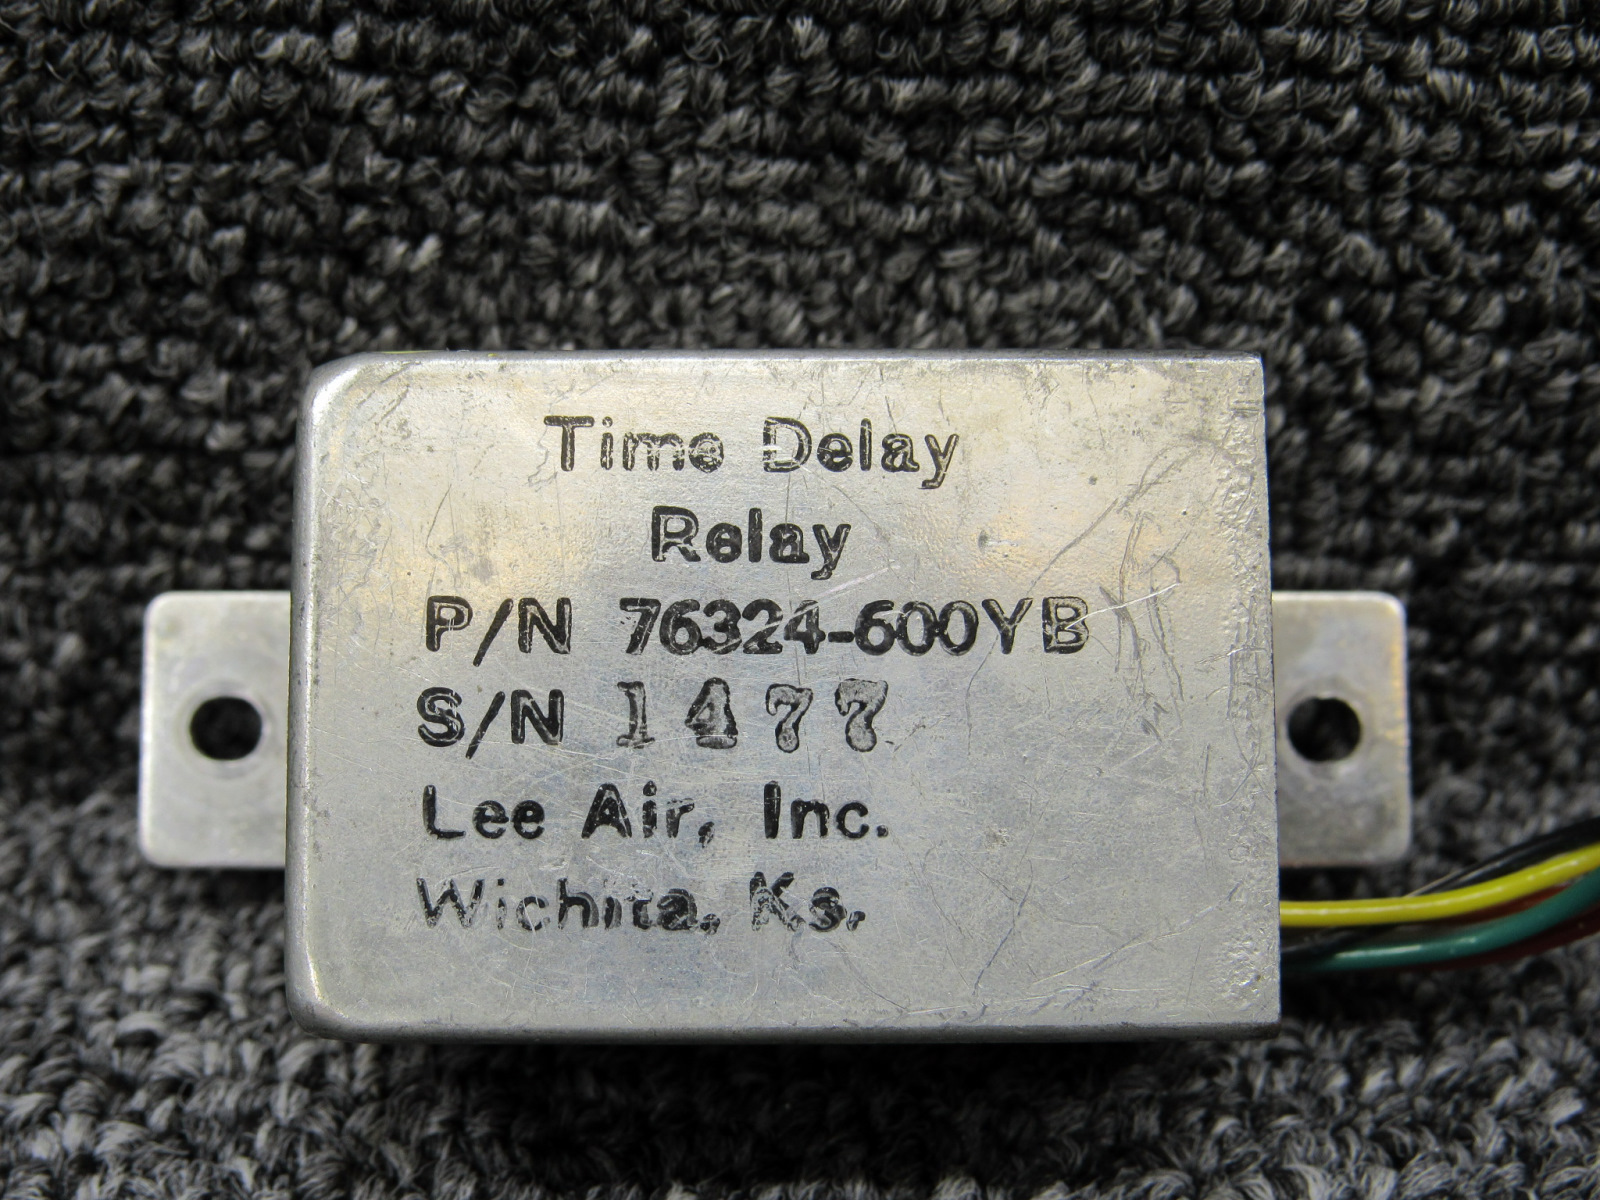 Time Delay
Relay
P/N 76324-600YB
S/N 1477
Lee Air, Inc.
Wichita, Ks.